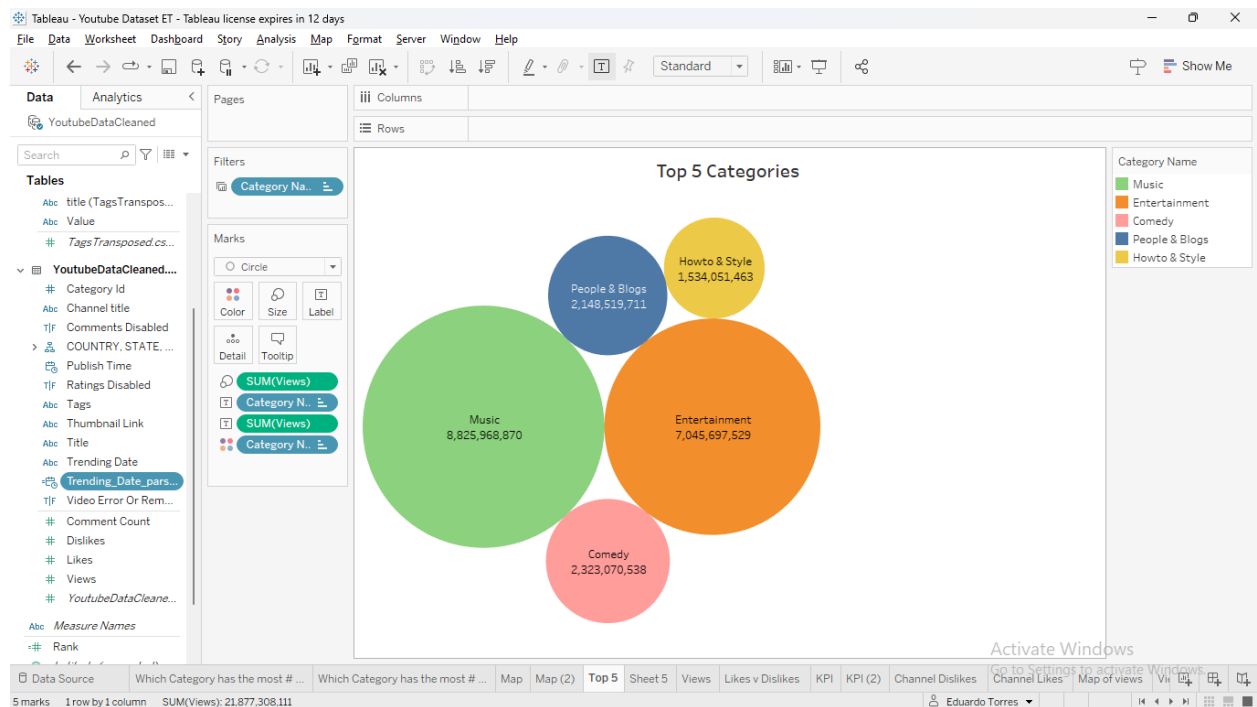 Tableau - Youtube Dataset ET - Tableau license expires in 12 days
File Data Worksheet Dashboard Story Analysis Map Format Server Window Help
Standard
Show Me
Data Analytics
YoutubeDataCleaned
Search
Tables
Abc title (TagsTranspos...
Abc Value
# TagsTransposed.cs...
YoutubeDataCleaned....
# Category Id
Abc Channel title
T|F Comments Disabled
COUNTRY, STATE, ...
Publish Time
T|F Ratings Disabled
Abc Tags
Abc Thumbnail Link
Abc Title
Abc Trending Date
Trending_Date_pars...
T|F Video Error Or Rem...
# Comment Count
# Dislikes
# Likes
# Views
# YoutubeDataCleane...
Abc Measure Names
=# Rank
Pages
Filters
Category Na..
Marks
Circle
Color Size Label
Detail Tooltip
SUM(Views)
Category N..
SUM(Views)
Category N..
Columns
Rows
Top 5 Categories
Howto & Style
1,534,051,463
People & Blogs
2,148,519,711
Music
8,825,968,870
Entertainment
7,045,697,529
Comedy
2,323,070,538
Category Name
Music
Entertainment
Comedy
People & Blogs
Howto & Style
Activate Windows
Go to Settings to activate Windows.
Data Source Which Category has the most # ... Which Category has the most # ... Map Map (2) Top 5 Sheet 5 Views Likes v Dislikes KPI KPI (2) Channel Dislikes Channel Likes Map of views
5 marks 1 row by 1 column SUM(Views): 21,877,308,111
Eduardo Torres